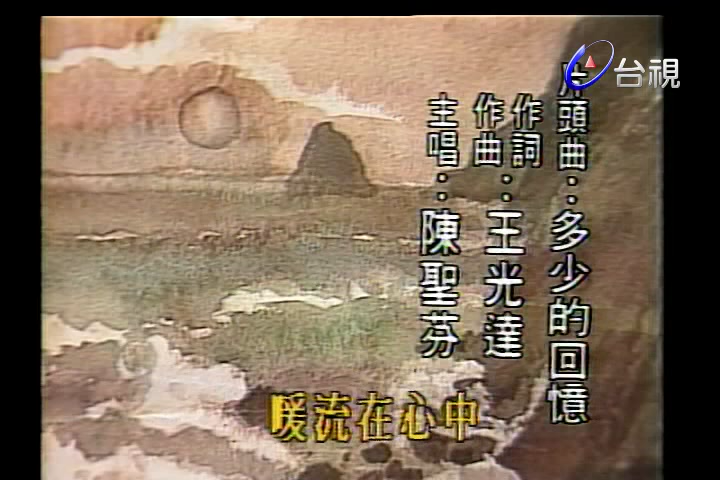 台視
片頭曲：多少的回憶
作詞
作曲：王光達
主唱：陳聖芬
暖流在心中